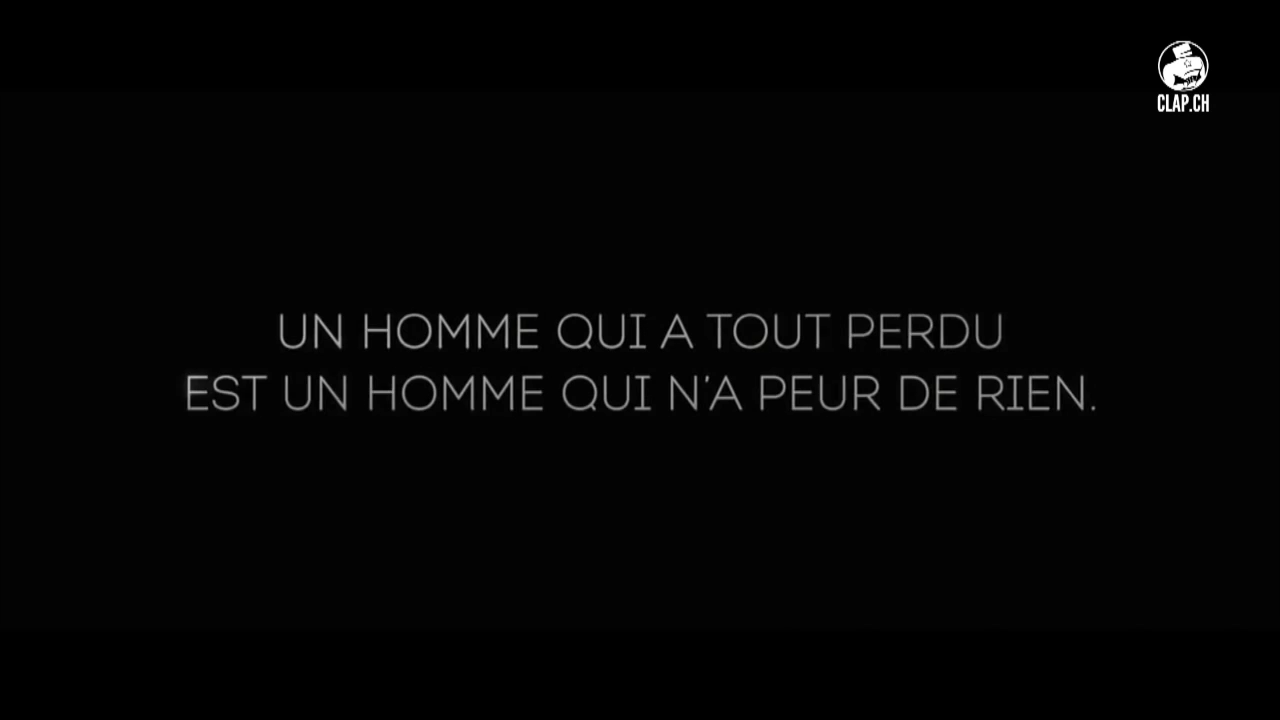 CLAP.CH
UN HOMME QUI A TOUT PERDU
EST UN HOMME QUI N'A PEUR DE RIEN.